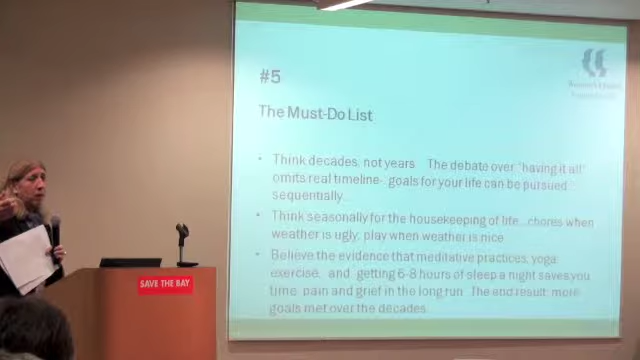 #5
The Must-Do List
• Think decades, not years. The debate over "having it all"
omits real timeline- goals for your life can be pursued
sequentially...
• Think seasonally for the housekeeping of life...chores when
weather is ugly; play when weather is nice
• Believe the evidence that meditative practices, yoga
exercise, and getting 6-8 hours of sleep a night saves you
time, pain and grief in the long run. The end result: more
goals met over the decades
SAVE THE BAY